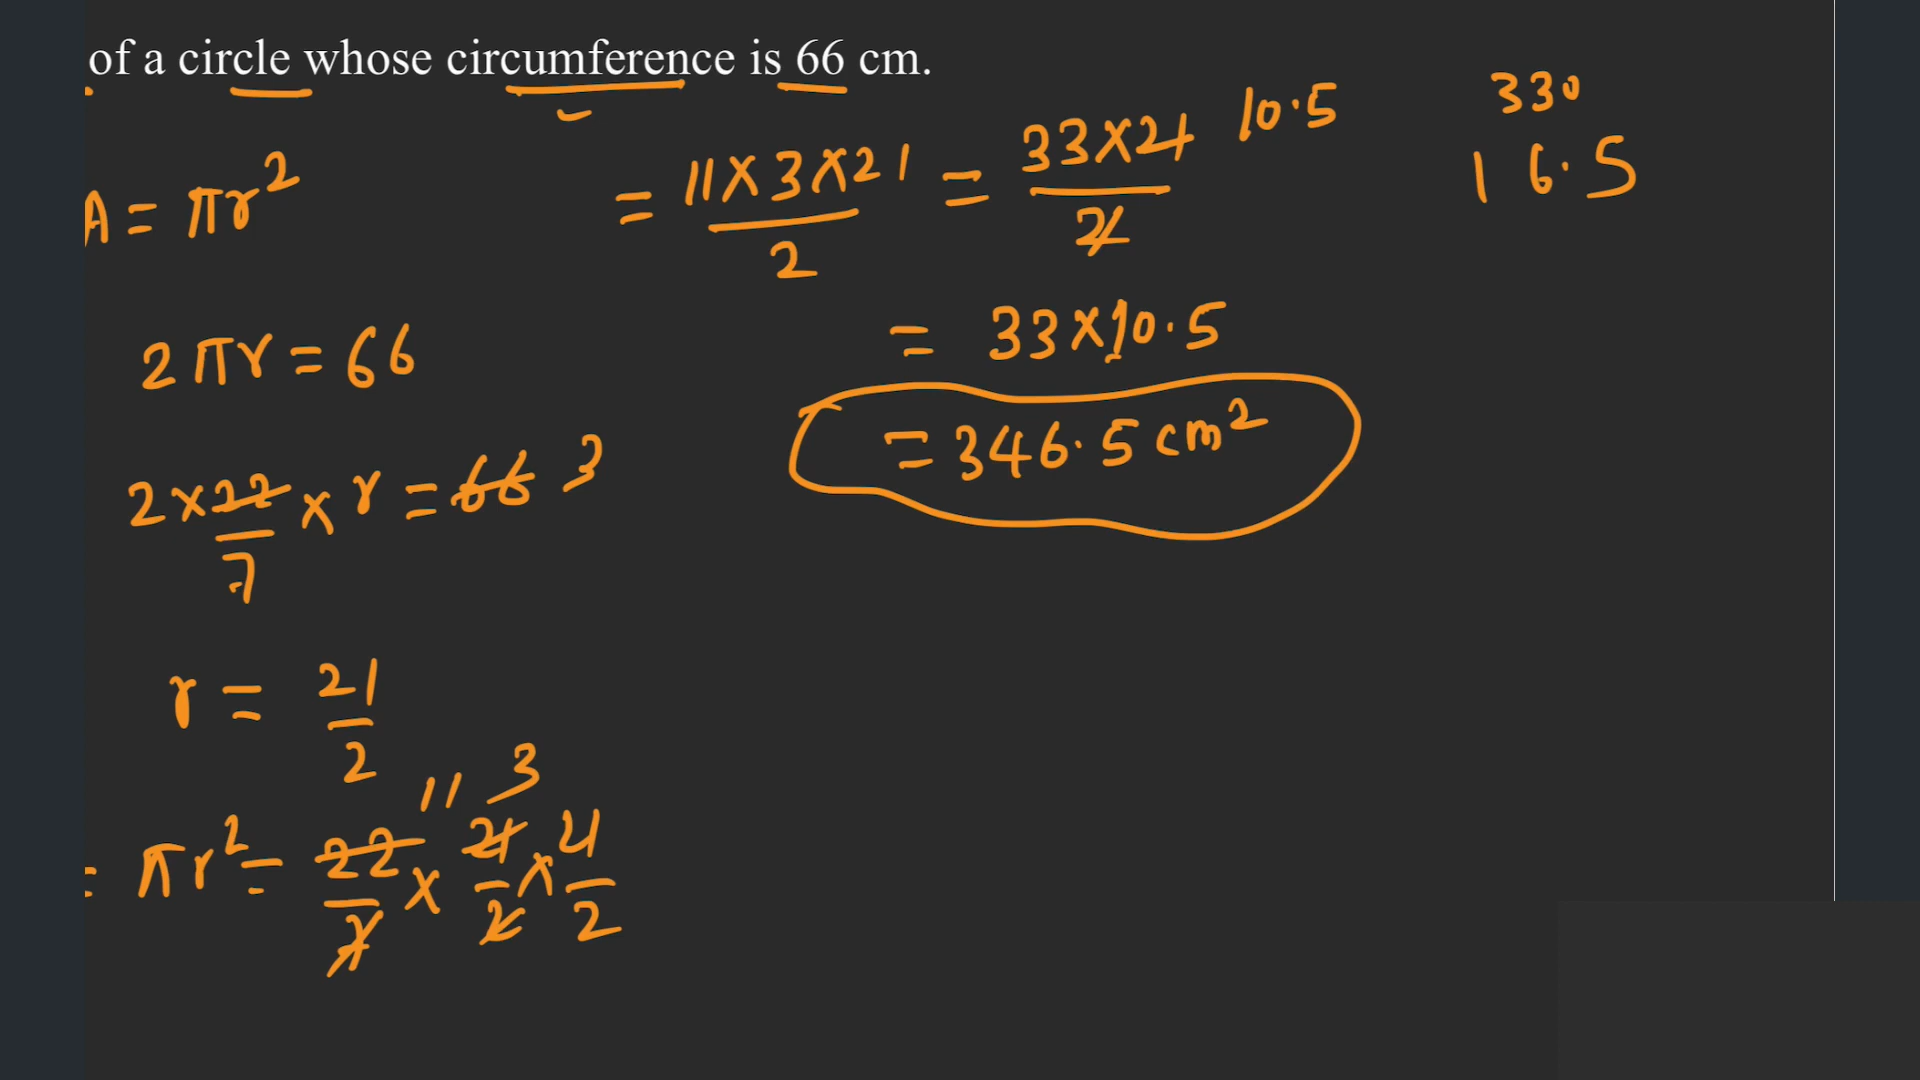 of a circle whose circumference is 66 cm.
A = πr²
2πr = 66
2 × 22/7 × r = 66 3
r = 21/2
11 3
= πr² = 22/7 × 21/2 × 21/2
= 11 × 3 × 21 / 2 = 33 × 21 / 2 10.5
= 33 × 10.5
= 346.5 cm²
330
16.5